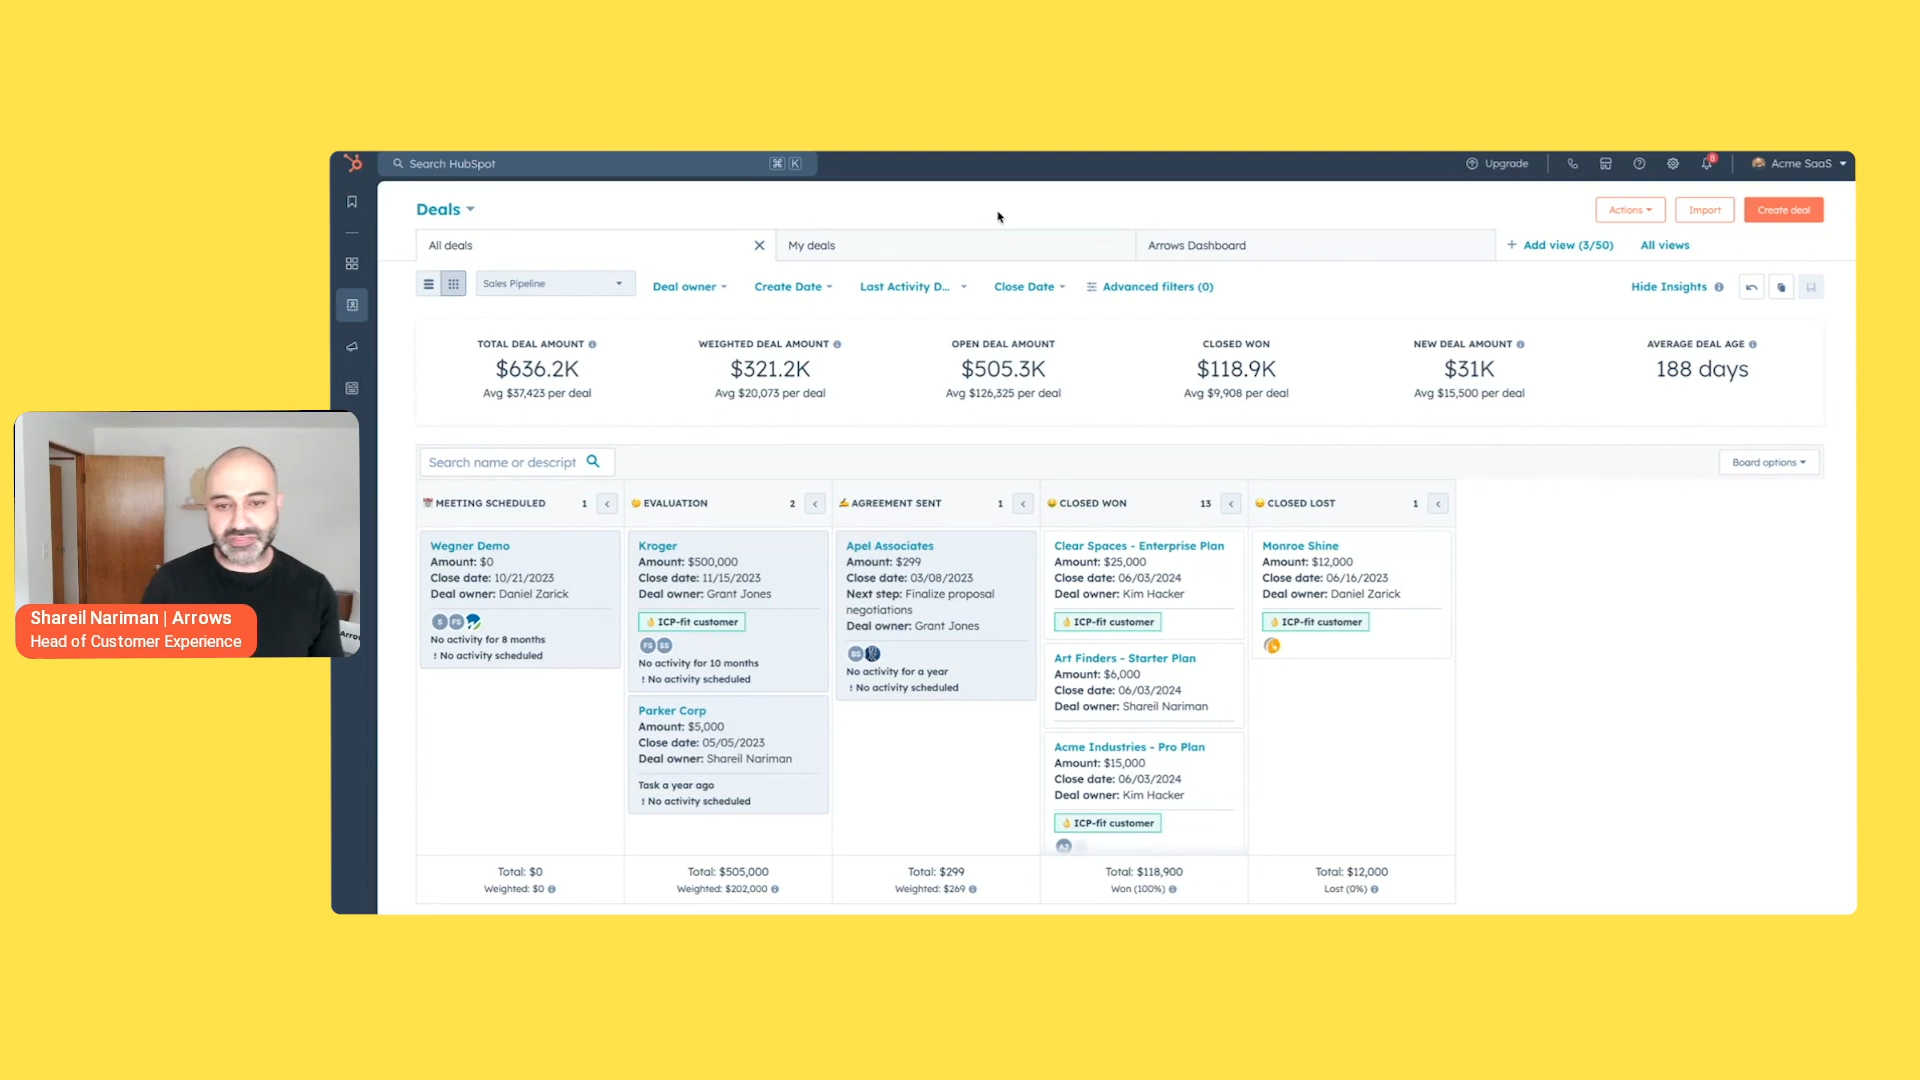 Search HubSpot
⌘ K
Upgrade
8
Acme SaaS
Deals
Actions
Import
Create deal
All deals
My deals
Arrows Dashboard
+ Add view (3/50)
All views
Sales Pipeline
Deal owner
Create Date
Last Activity D...
Close Date
Advanced filters (0)
Hide Insights
TOTAL DEAL AMOUNT
$636.2K
Avg $37,423 per deal
WEIGHTED DEAL AMOUNT
$321.2K
Avg $20,073 per deal
OPEN DEAL AMOUNT
$505.3K
Avg $126,325 per deal
CLOSED WON
$118.9K
Avg $9,908 per deal
NEW DEAL AMOUNT
$31K
Avg $15,500 per deal
AVERAGE DEAL AGE
188 days
Search name or descript
Board options
MEETING SCHEDULED 1
Wegner Demo
Amount: $0
Close date: 10/21/2023
Deal owner: Daniel Zarick
S FS
No activity for 8 months
! No activity scheduled
Total: $0
Weighted: $0
EVALUATION 2
Kroger
Amount: $500,000
Close date: 11/15/2023
Deal owner: Grant Jones
👌 ICP-fit customer
FS SS
No activity for 10 months
! No activity scheduled
Parker Corp
Amount: $5,000
Close date: 05/05/2023
Deal owner: Shareil Nariman
Task a year ago
! No activity scheduled
Total: $505,000
Weighted: $202,000
AGREEMENT SENT 1
Apel Associates
Amount: $299
Close date: 03/08/2023
Next step: Finalize proposal
negotiations
Deal owner: Grant Jones
BS
No activity for a year
! No activity scheduled
Total: $299
Weighted: $269
CLOSED WON 13
Clear Spaces - Enterprise Plan
Amount: $25,000
Close date: 06/03/2024
Deal owner: Kim Hacker
👌 ICP-fit customer
Art Finders - Starter Plan
Amount: $6,000
Close date: 06/03/2024
Deal owner: Shareil Nariman
Acme Industries - Pro Plan
Amount: $15,000
Close date: 06/03/2024
Deal owner: Kim Hacker
👌 ICP-fit customer
AJ
Total: $118,900
Won (100%)
CLOSED LOST 1
Monroe Shine
Amount: $12,000
Close date: 06/16/2023
Deal owner: Daniel Zarick
👌 ICP-fit customer
Total: $12,000
Lost (0%)
Shareil Nariman | Arrows
Head of Customer Experience
Arro